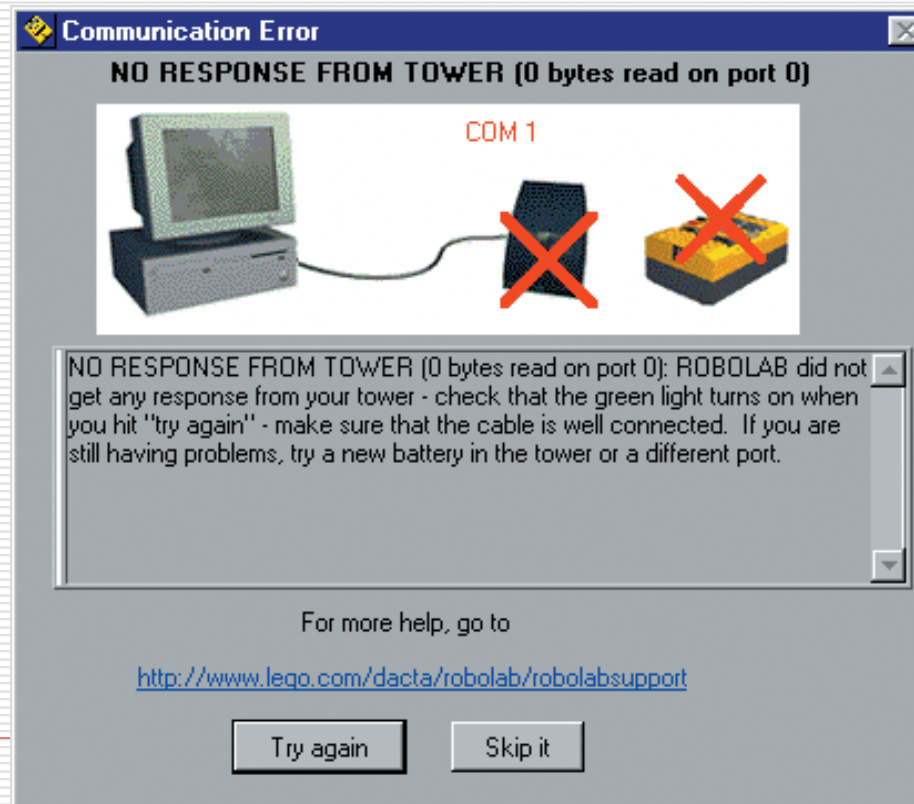 Communication Error
NO RESPONSE FROM TOWER (0 bytes read on port 0)
COM 1
NO RESPONSE FROM TOWER (0 bytes read on port 0): ROBOLAB did not
get any response from your tower - check that the green light turns on when
you hit "try again" - make sure that the cable is well connected.  If you are
still having problems, try a new battery in the tower or a different port.
For more help, go to
http://www.lego.com/dacta/robolab/robolabsupport
Try again
Skip it